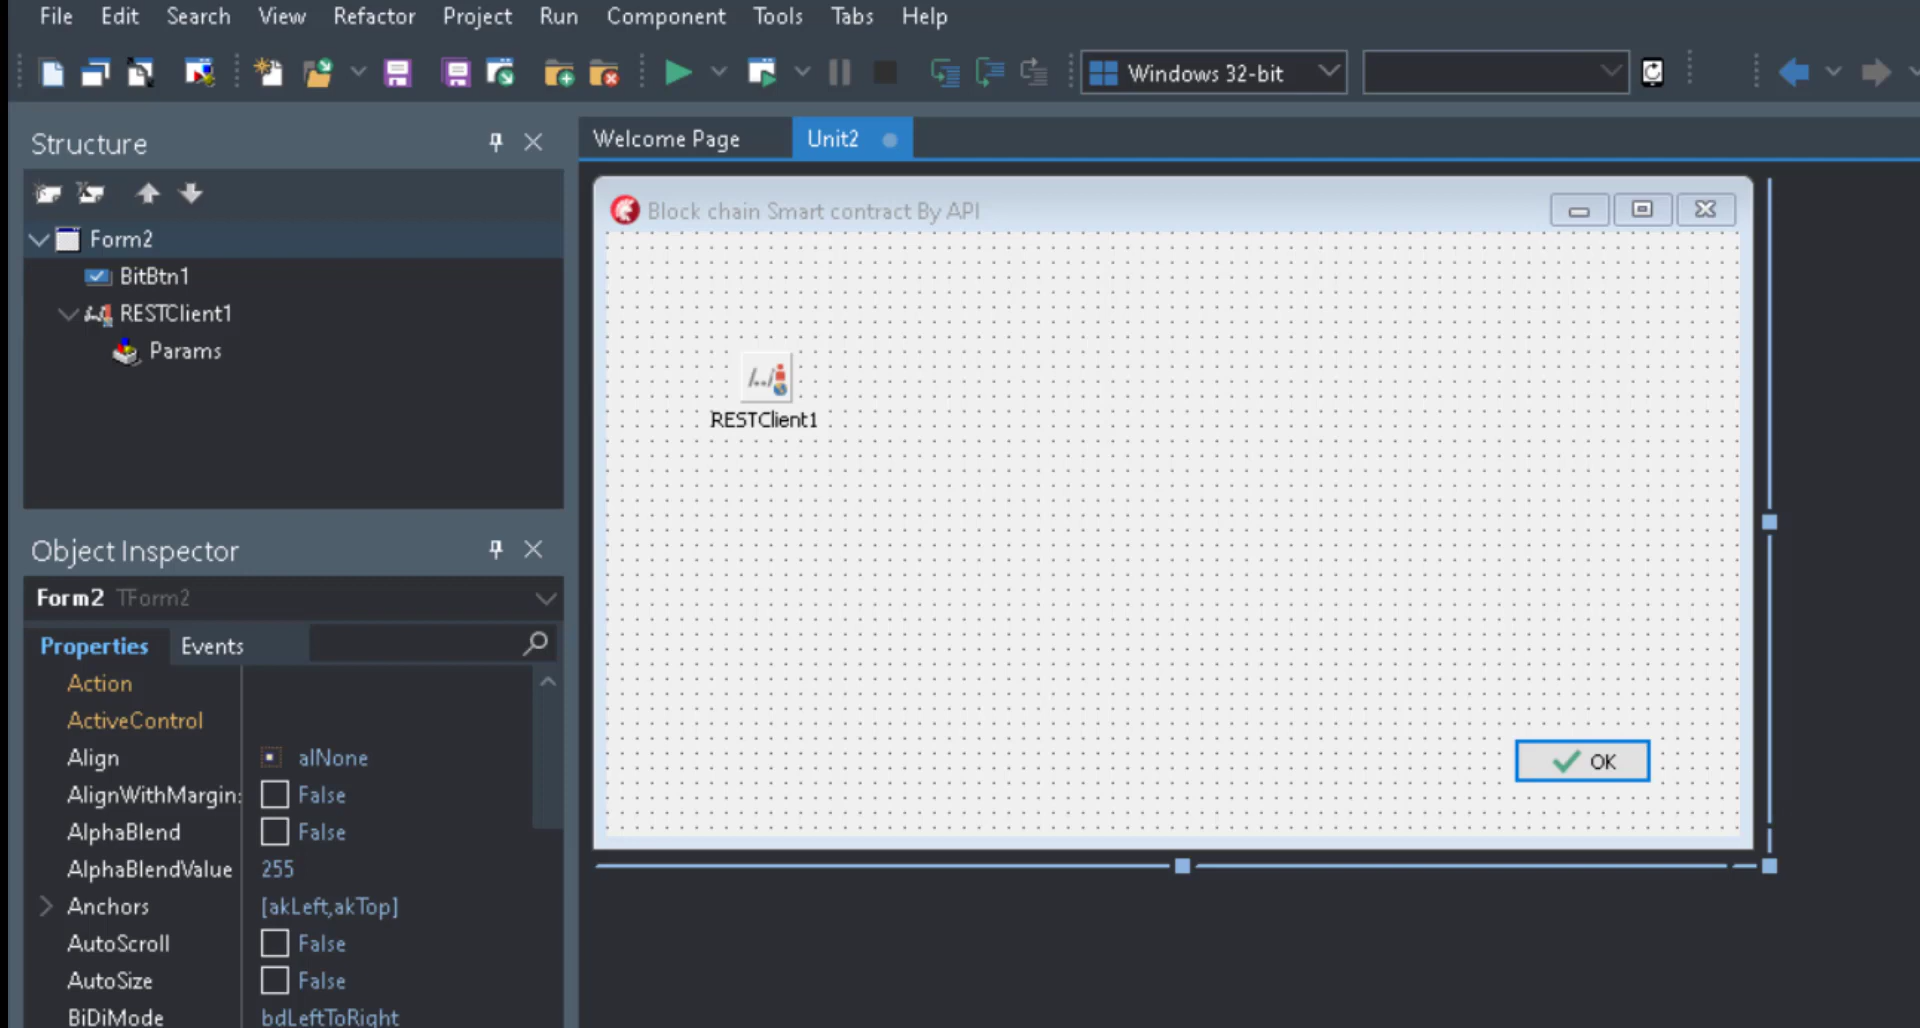 File Edit Search View Refactor Project Run Component Tools Tabs Help
Windows 32-bit
Structure
Form2
BitBtn1
RESTClient1
Params
Object Inspector
Form2 TForm2
Properties Events
Action
ActiveControl
Align alNone
AlignWithMargin: False
AlphaBlend False
AlphaBlendValue 255
Anchors [akLeft,akTop]
AutoScroll False
AutoSize False
BiDiMode bdLeftToRight
Welcome Page Unit2
Block chain Smart contract By API
/../
RESTClient1
OK